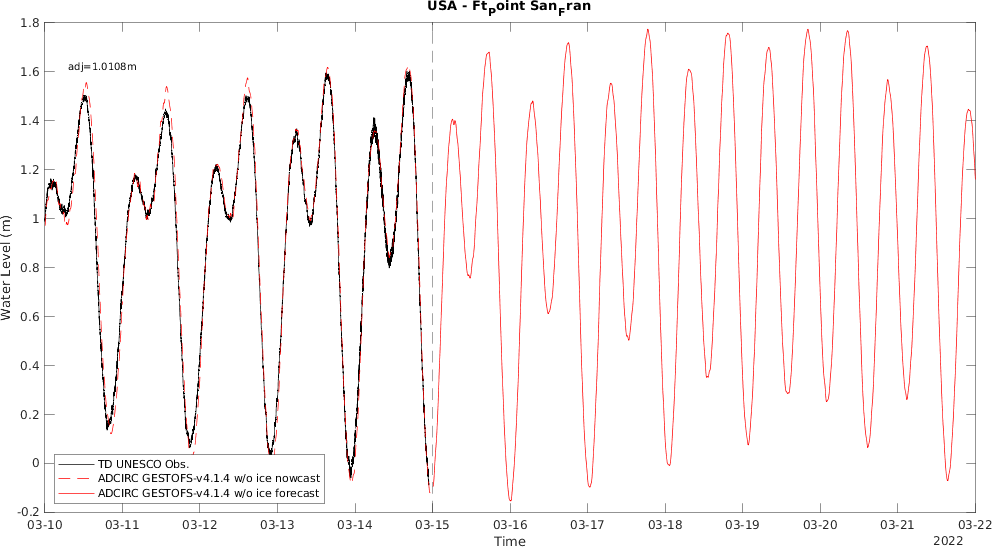 USA - Ft_Point San_Fran
adj=1.0108m
1.8
1.6
1.4
1.2
1
0.8
0.6
0.4
0.2
0
-0.2
Water Level (m)
TD UNESCO Obs.
ADCIRC GESTOFS-v4.1.4 w/o ice nowcast
ADCIRC GESTOFS-v4.1.4 w/o ice forecast
03-10 03-11 03-12 03-13 03-14 03-15 03-16 03-17 03-18 03-19 03-20 03-21 03-22
Time
2022